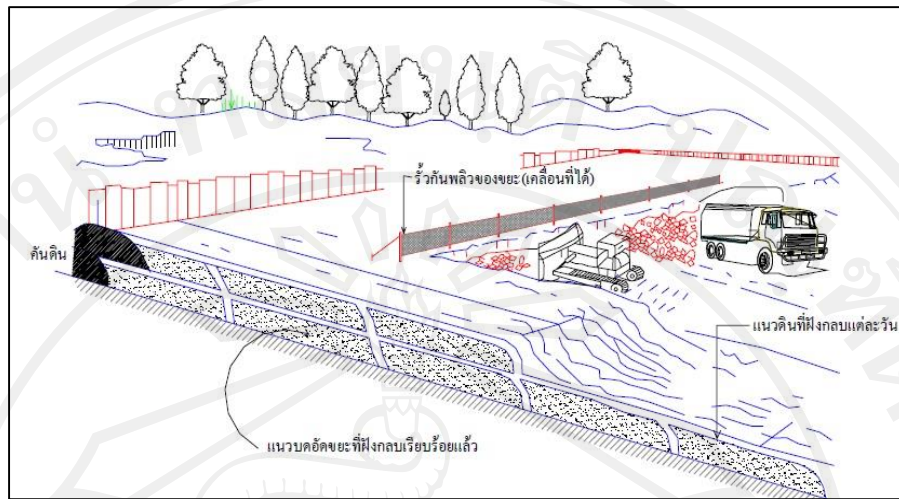 รั้วกันพลิวของขยะ(เคลื่อนที่ได้)
คันดิน
แนวดินที่ฝังกลบแต่ละวัน
แนวบดอัดขยะที่ฝังกลบเรียบร้อยแล้ว